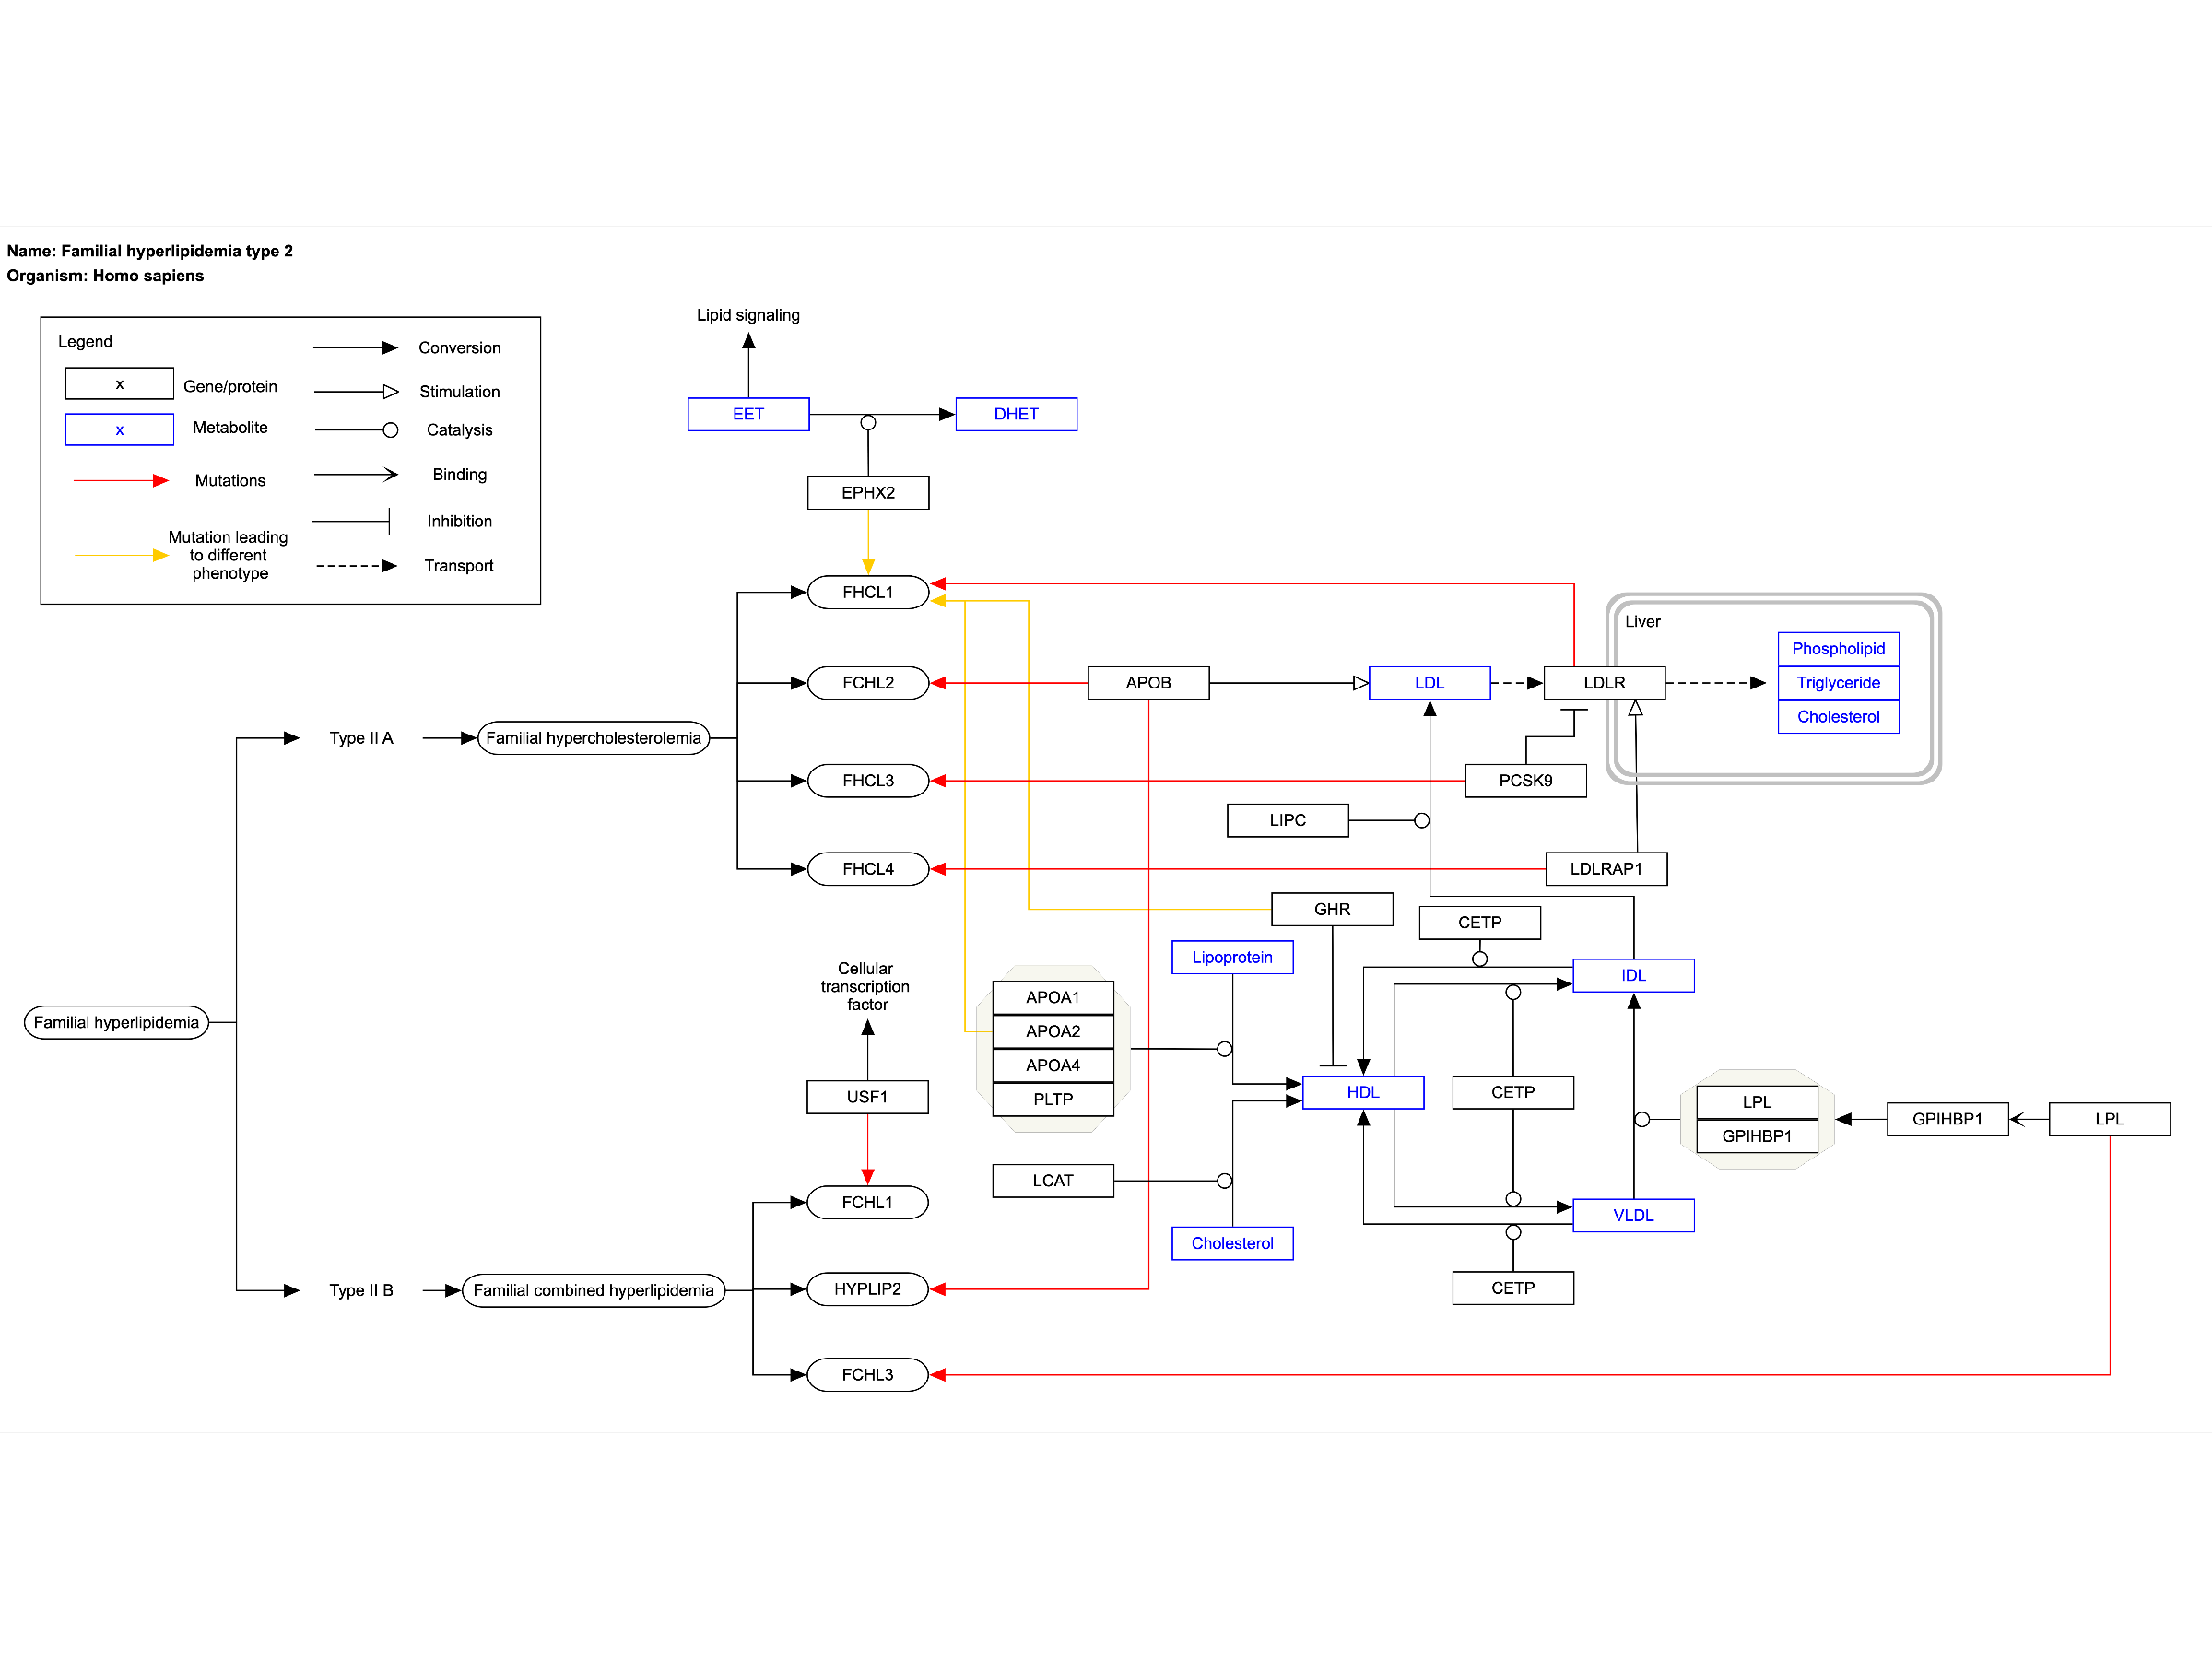 Name: Familial hyperlipidemia type 2
Organism: Homo sapiens
Legend
x
Gene/protein
x
Metabolite
Mutations
Mutation leading
to different
phenotype
Conversion
Stimulation
Catalysis
Binding
Inhibition
Transport
Lipid signaling
EET
DHET
EPHX2
FHCL1
FCHL2
FHCL3
FHCL4
Familial hyperlipidemia
Type II A
Familial hypercholesterolemia
Type II B
Familial combined hyperlipidemia
APOB
LDL
LDLR
Liver
Phospholipid
Triglyceride
Cholesterol
PCSK9
LIPC
LDLRAP1
GHR
CETP
Lipoprotein
IDL
Cellular
transcription
factor
USF1
APOA1
APOA2
APOA4
PLTP
HDL
CETP
LPL
GPIHBP1
GPIHBP1
LPL
LCAT
Cholesterol
VLDL
CETP
FCHL1
HYPLIP2
FCHL3